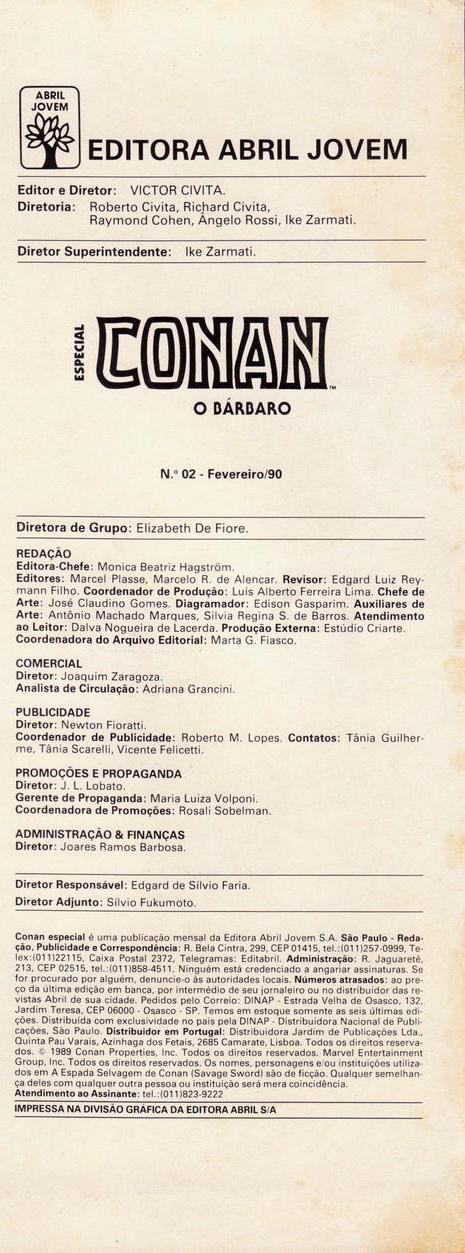 ABRIL
JOVEM
EDITORA ABRIL JOVEM
Editor e Diretor: VICTOR CIVITA.
Diretoria: Roberto Civita, Richard Civita,
Raymond Cohen, Ângelo Rossi, Ike Zarmati.
Diretor Superintendente: Ike Zarmati.
ESPECIAL
CONAN™
O BÁRBARO
N.º 02 - Fevereiro/90
Diretora de Grupo: Elizabeth De Fiore.
REDAÇÃO
Editora-Chefe: Monica Beatriz Hagström.
Editores: Marcel Plasse, Marcelo R. de Alencar. Revisor: Edgard Luiz Rey-
mann Filho. Coordenador de Produção: Luís Alberto Ferreira Lima. Chefe de
Arte: José Claudino Gomes. Diagramador: Edison Gasparim. Auxiliares de
Arte: Antônio Machado Marques, Silvia Regina S. de Barros. Atendimento
ao Leitor: Dalva Nogueira de Lacerda. Produção Externa: Estúdio Criarte.
Coordenadora do Arquivo Editorial: Marta G. Fiasco.
COMERCIAL
Diretor: Joaquim Zaragoza.
Analista de Circulação: Adriana Grancini.
PUBLICIDADE
Diretor: Newton Fioratti.
Coordenador de Publicidade: Roberto M. Lopes. Contatos: Tânia Guilher-
me, Tânia Scarelli, Vicente Felicetti.
PROMOÇÕES E PROPAGANDA
Diretor: J. L. Lobato.
Gerente de Propaganda: Maria Luiza Volponi.
Coordenadora de Promoções: Rosali Sobelman.
ADMINISTRAÇÃO & FINANÇAS
Diretor: Joares Ramos Barbosa.
Diretor Responsável: Edgard de Sílvio Faria.
Diretor Adjunto: Sílvio Fukumoto.
Conan especial é uma publicação mensal da Editora Abril Jovem S.A. São Paulo - Reda-
ção, Publicidade e Correspondência: R. Bela Cintra, 299, CEP 01415, tel.:(011)257-0999, Te-
lex:(011)22115, Caixa Postal 2372, Telegramas: Editabril. Administração: R. Jaguareté,
213, CEP 02515, tel.:(011)858-4511. Ninguém está credenciado a angariar assinaturas. Se
for procurado por alguém, denuncie-o às autoridades locais. Números atrasados: ao pre-
ço da última edição em banca, por intermédio de seu jornaleiro ou no distribuidor das re-
vistas Abril de sua cidade. Pedidos pelo Correio: DINAP - Estrada Velha de Osasco, 132,
Jardim Teresa, CEP 06000 - Osasco - SP. Temos em estoque somente as seis últimas edi-
ções. Distribuída com exclusividade no país pela DINAP - Distribuidora Nacional de Publi-
cações, São Paulo. Distribuidor em Portugal: Distribuidora Jardim de Publicações Lda.,
Quinta Pau Varais, Azinhaga dos Fetais, 2685 Camarate, Lisboa. Todos os direitos reserva-
dos. © 1989 Conan Properties, Inc. Todos os direitos reservados. Marvel Entertainment
Group, Inc. Todos os direitos reservados. Os nomes, personagens e/ou instituições utiliza-
dos em A Espada Selvagem de Conan (Savage Sword) são de ficção. Qualquer semelhan-
ça deles com qualquer outra pessoa ou instituição será mera coincidência.
Atendimento ao Assinante: tel.:(011)823-9222
IMPRESSA NA DIVISÃO GRÁFICA DA EDITORA ABRIL S/A